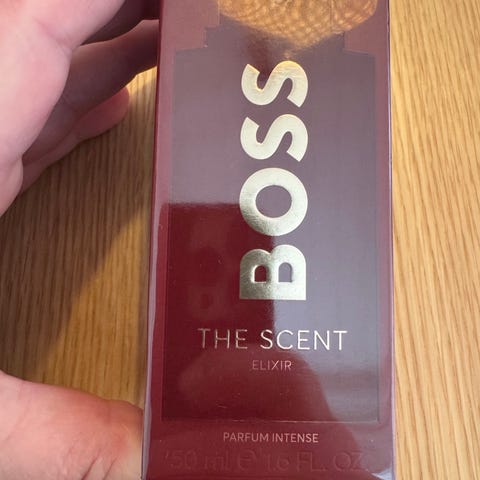 BOSS
THE SCENT
ELIXIR
PARFUM INTENSE
50 ml e 1.6 FL. OZ.